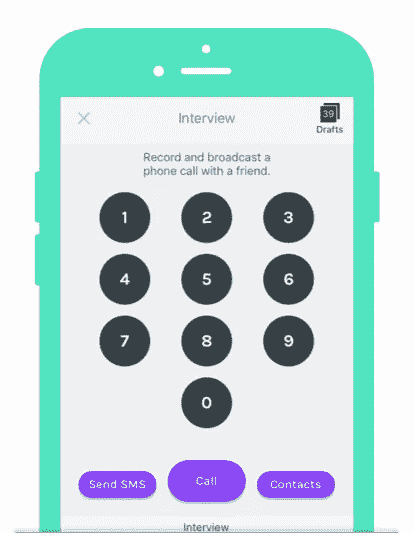 Interview
39
Drafts
Record and broadcast a
phone call with a friend.
1 2 3
4 5 6
7 8 9
0
Send SMS Call Contacts
Interview